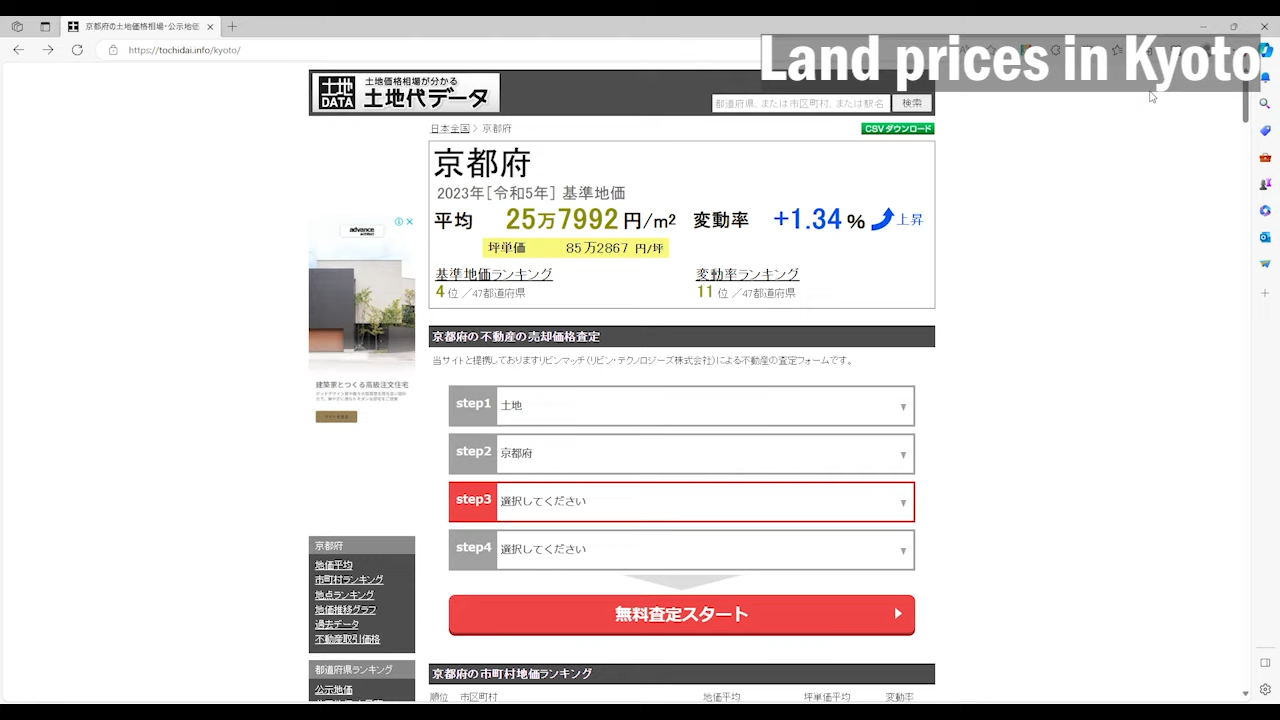 京都府の土地価格相場・公示地価
https://tochidai.info/kyoto/
Land prices in Kyoto
土地DATA
土地価格相場が分かる
土地代データ
都道府県、または市区町村、または駅名
検索
日本全国 > 京都府
CSVダウンロード
京都府
2023年[令和5年] 基準地価
平均 25万7992円/m2 変動率 +1.34% 上昇
坪単価 85万2867 円/坪
基準地価ランキング 変動率ランキング
4 位 ／47都道府県 11 位 ／47都道府県
advance architect
建築家とつくる高級注文住宅
京都府の不動産の売却価格査定
当サイトと提携しておりますリビンマッチ(リビン・テクノロジーズ株式会社)による不動産の査定フォームです。
step1 土地
step2 京都府
step3 選択してください
step4 選択してください
無料査定スタート
京都府
地価平均
市町村ランキング
地点ランキング
地価推移グラフ
過去データ
不動産取引価格
都道府県ランキング
公示地価
京都府の市町村地価ランキング
順位 市区町村 地価平均 坪単価平均 変動率